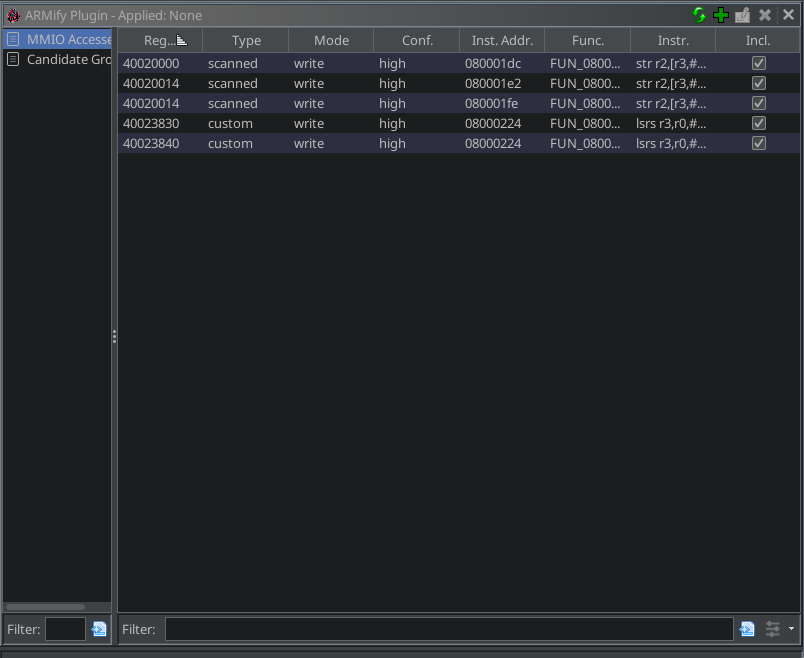 ARMify Plugin - Applied: None
MMIO Accesse
Candidate Gro
Reg... Type Mode Conf. Inst. Addr. Func. Instr. Incl.
40020000 scanned write high 080001dc FUN_0800... str r2,[r3,#...
40020014 scanned write high 080001e2 FUN_0800... str r2,[r3,#...
40020014 scanned write high 080001fe FUN_0800... str r2,[r3,#...
40023830 custom write high 08000224 FUN_0800... lsrs r3,r0,#...
40023840 custom write high 08000224 FUN_0800... lsrs r3,r0,#...
Filter: Filter: